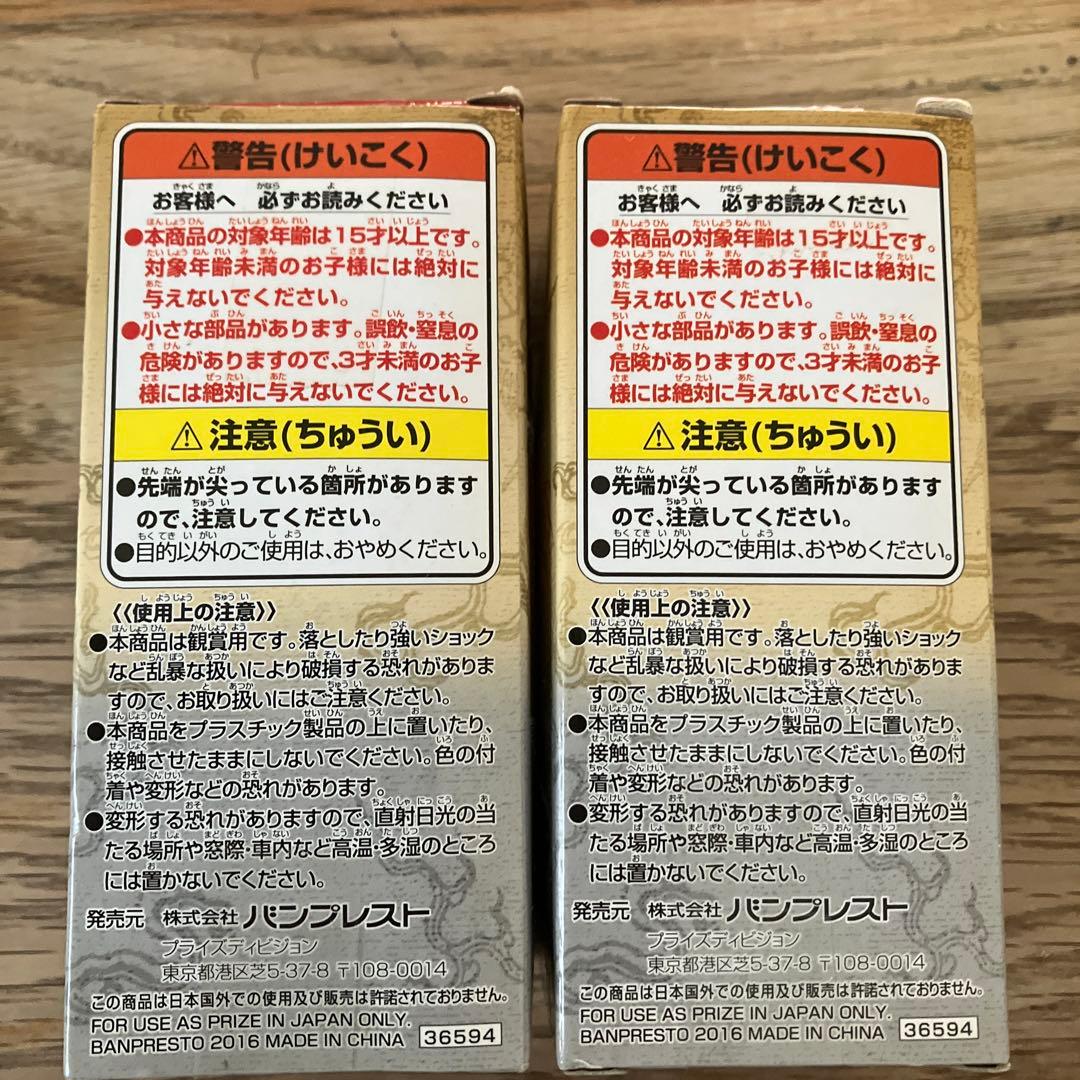 ⚠警告(けいこく)
お客様へ 必ずお読みください
●本商品の対象年齢は15才以上です。
対象年齢未満のお子様には絶対に
与えないでください。
●小さな部品があります。誤飲・窒息の
危険がありますので、3才未満のお子
様には絶対に与えないでください。
⚠注意(ちゅうい)
●先端が尖っている箇所があります
ので、注意してください。
●目的以外のご使用は、おやめください。
《使用上の注意》
●本商品は観賞用です。落としたり強いショック
など乱暴な扱いにより破損する恐れがありま
すので、お取り扱いにはご注意ください。
●本商品をプラスチック製品の上に置いたり、
接触させたままにしないでください。色の付
着や変形などの恐れがあります。
●変形する恐れがありますので、直射日光の当
たる場所や窓際・車内など高温・多湿のところ
には置かないでください。
発売元 株式会社 バンプレスト
プライズディビジョン
東京都港区芝5-37-8 〒108-0014
この商品は日本国外での使用及び販売は許諾されておりません。
FOR USE AS PRIZE IN JAPAN ONLY.
BANPRESTO 2016 MADE IN CHINA 36594
⚠警告(けいこく)
お客様へ 必ずお読みください
●本商品の対象年齢は15才以上です。
対象年齢未満のお子様には絶対に
与えないでください。
●小さな部品があります。誤飲・窒息の
危険がありますので、3才未満のお子
様には絶対に与えないでください。
⚠注意(ちゅうい)
●先端が尖っている箇所があります
ので、注意してください。
●目的以外のご使用は、おやめください。
《使用上の注意》
●本商品は観賞用です。落としたり強いショック
など乱暴な扱いにより破損する恐れがありま
すので、お取り扱いにはご注意ください。
●本商品をプラスチック製品の上に置いたり、
接触させたままにしないでください。色の付
着や変形などの恐れがあります。
●変形する恐れがありますので、直射日光の当
たる場所や窓際・車内など高温・多湿のところ
には置かないでください。
発売元 株式会社 バンプレスト
プライズディビジョン
東京都港区芝5-37-8 〒108-0014
この商品は日本国外での使用及び販売は許諾されておりません。
FOR USE AS PRIZE IN JAPAN ONLY.
BANPRESTO 2016 MADE IN CHINA 36594